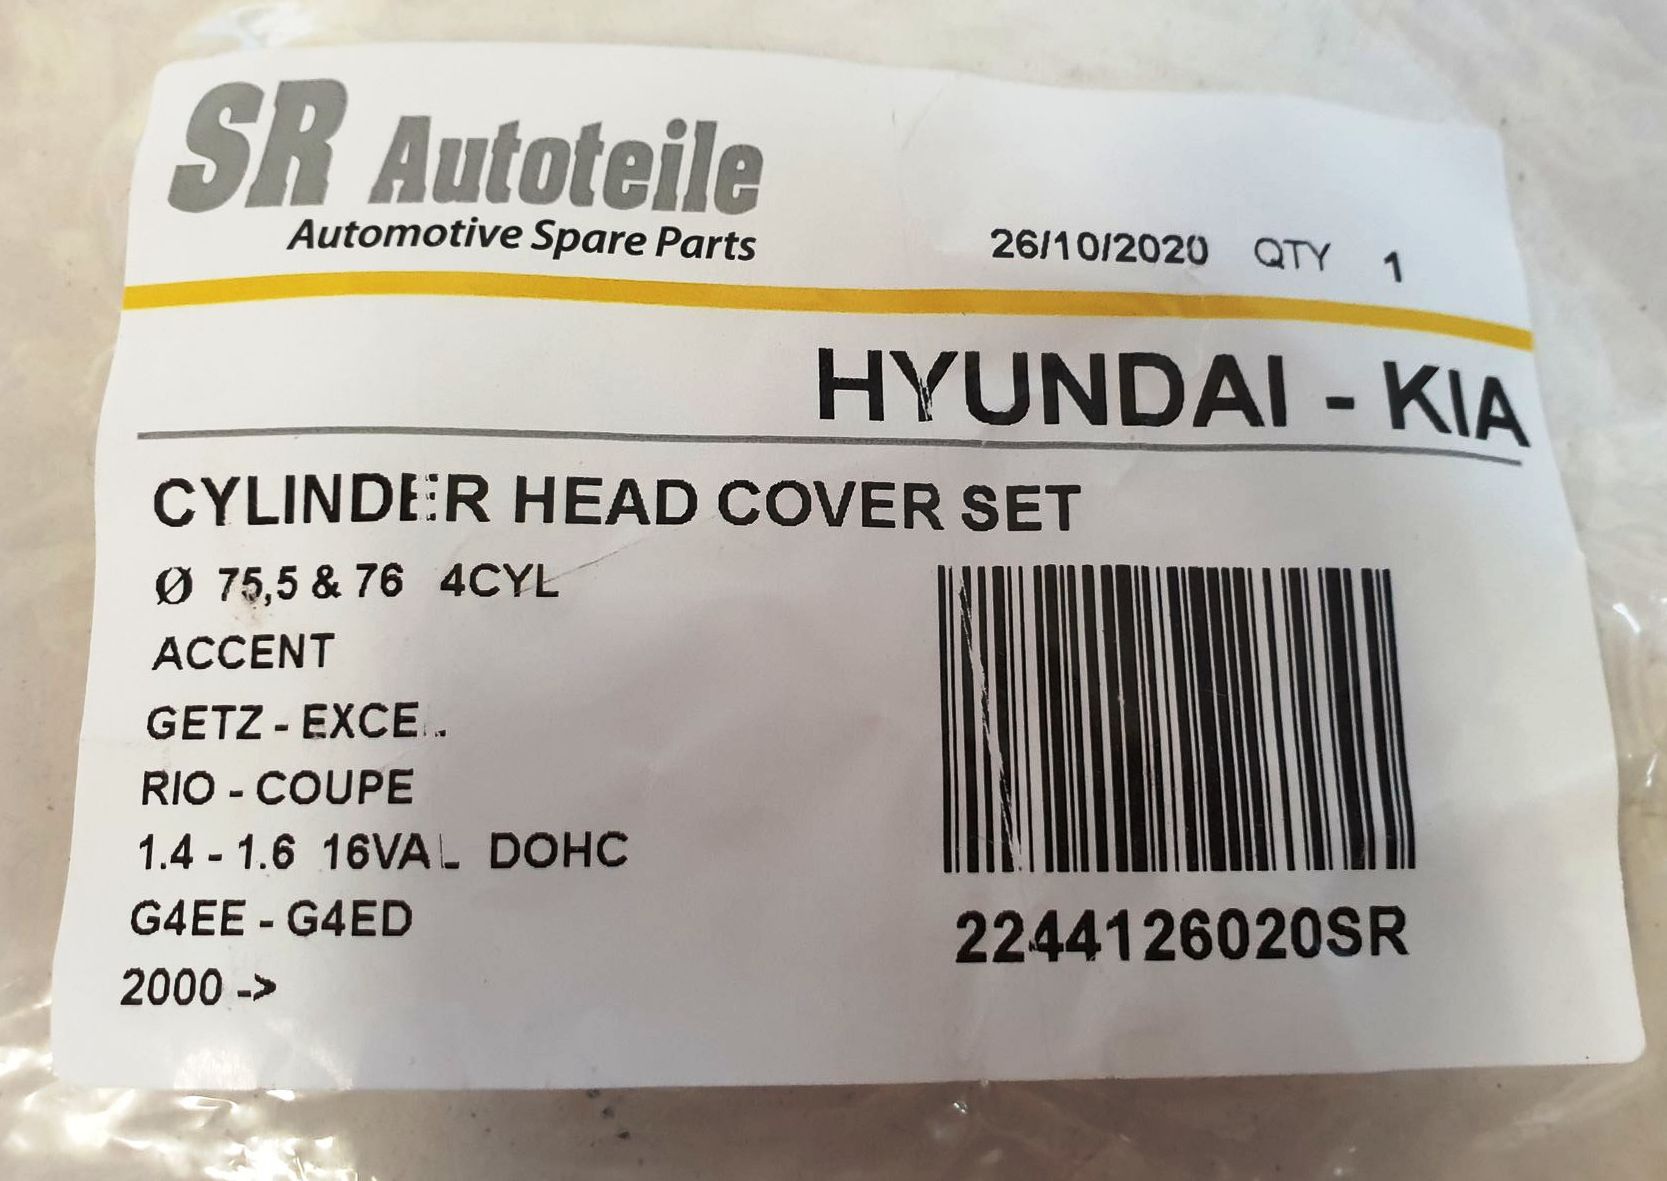 SR Autoteile
Automotive Spare Parts
26/10/2020 QTY 1
HYUNDAI - KIA
CYLINDER HEAD COVER SET
Ø 75,5 & 76 4CYL
ACCENT
GETZ - EXCEL
RIO - COUPE
1.4 - 1.6 16VAL DOHC
G4EE - G4ED
2000 ->
2244126020SR